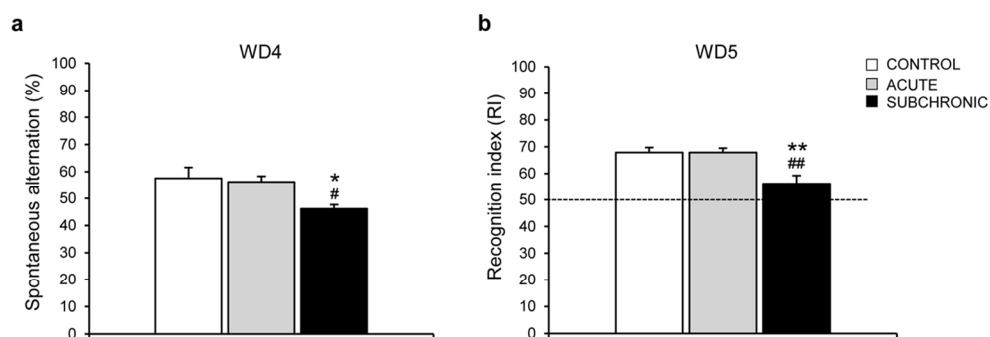 a
WD4
Spontaneous alternation (%)
100
90
80
70
60
50
40
30
20
10
0
*
#
b
WD5
Recognition index (RI)
100
90
80
70
60
50
40
30
20
10
0
**
##
CONTROL
ACUTE
SUBCHRONIC